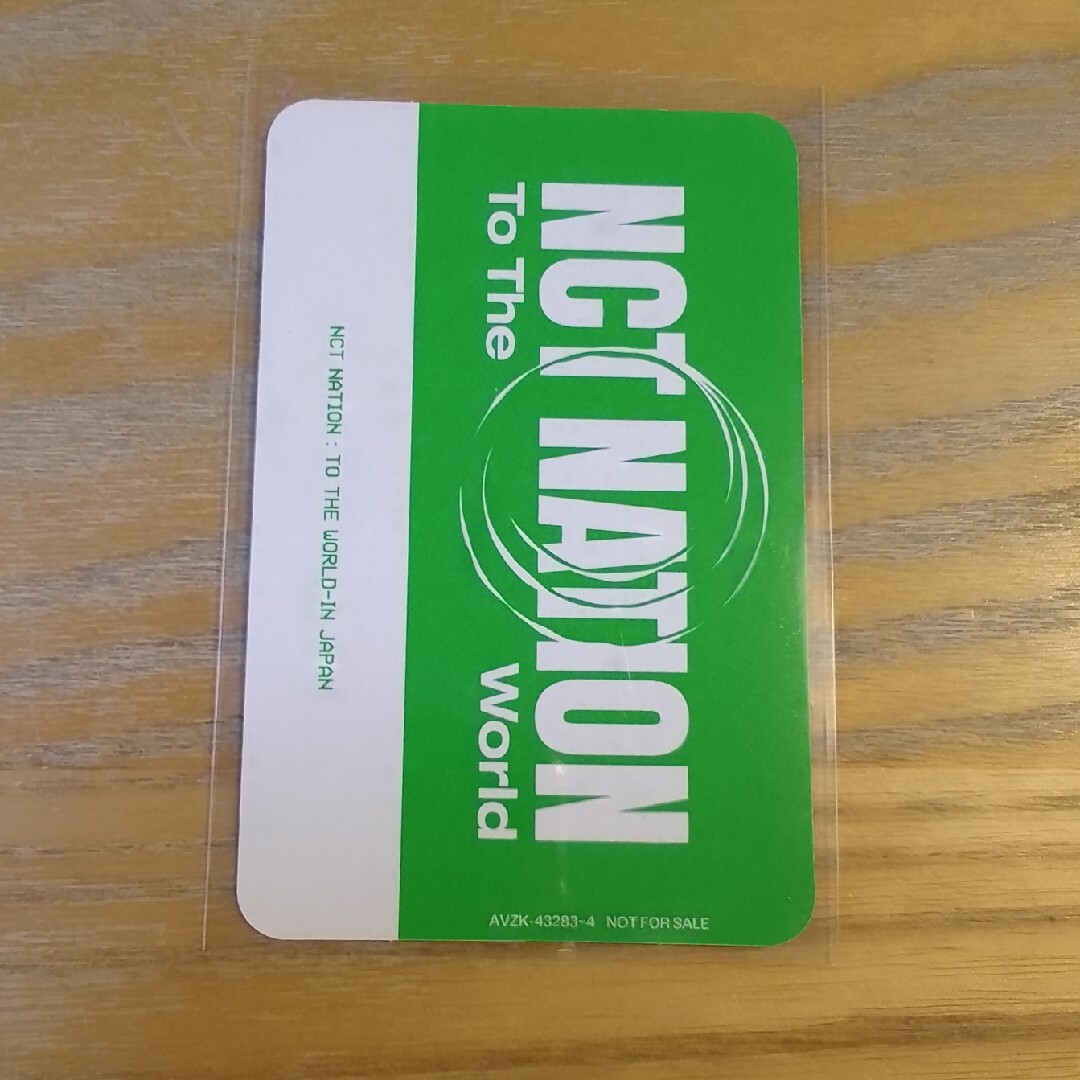 NCT NATION
To The World
NCT NATION : TO THE WORLD-IN JAPAN
AVZK-43283~4 NOT FOR SALE